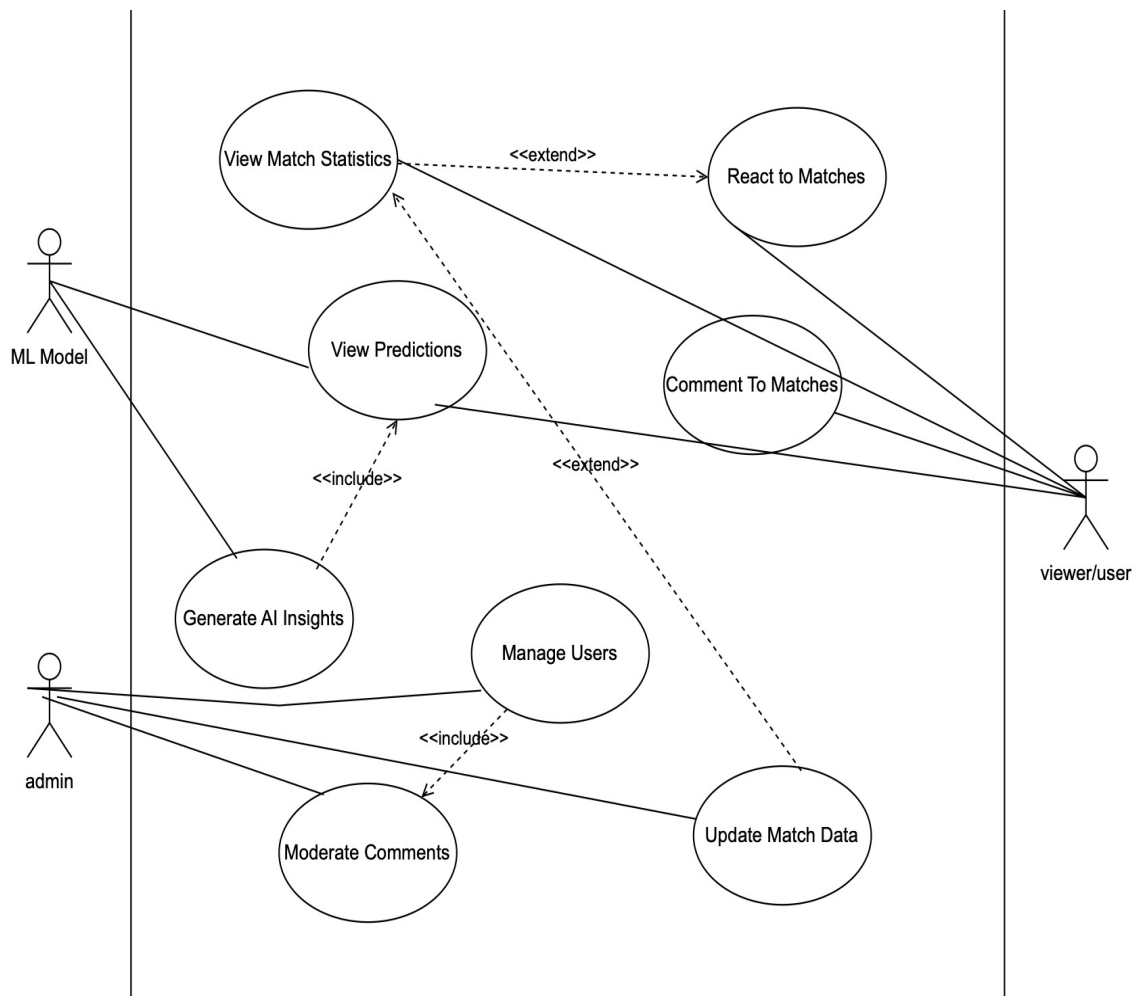 View Match Statistics
<<extend>>
React to Matches
ML Model
View Predictions
Comment To Matches
<<include>>
<<extend>>
viewer/user
Generate AI Insights
Manage Users
<<include>>
admin
Moderate Comments
Update Match Data